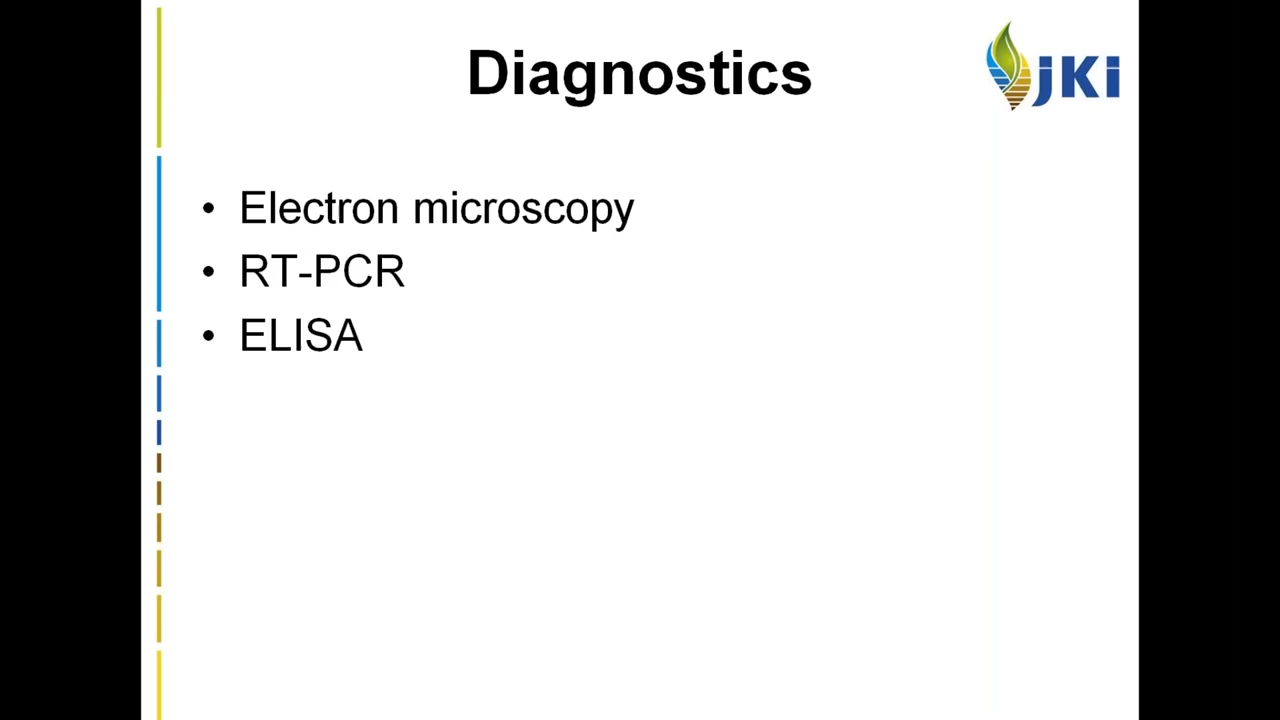 Diagnostics
JKi
• Electron microscopy
• RT-PCR
• ELISA